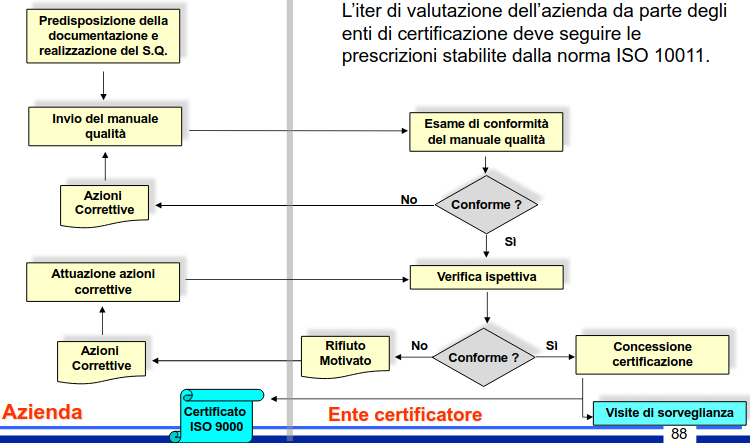 L'iter di valutazione dell'azienda da parte degli
enti di certificazione deve seguire le
prescrizioni stabilite dalla norma ISO 10011.
Predisposizione della
documentazione e
realizzazione del S.Q.
Invio del manuale
qualità
Esame di conformità
del manuale qualità
Azioni
Correttive
No
Conforme ?
Sì
Attuazione azioni
correttive
Verifica ispettiva
Azioni
Correttive
Rifiuto
Motivato
No
Conforme ?
Sì
Concessione
certificazione
Azienda
Certificato
ISO 9000
Ente certificatore
Visite di sorveglianza
88